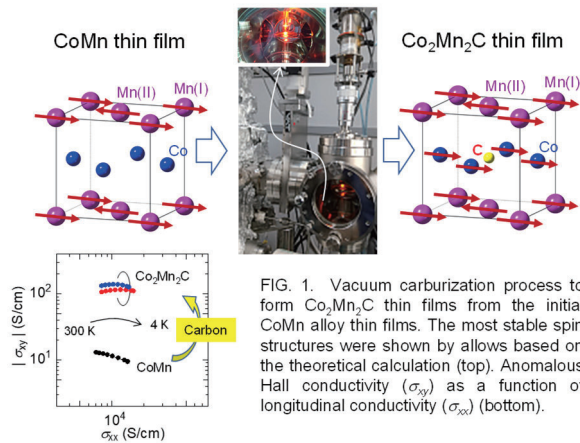 CoMn thin film
Co2Mn2C thin film
Mn(II) Mn(I)
Co
Mn(II) Mn(I)
C
Co
102
101
| σxy | (S/cm)
Co2Mn2C
300 K
4 K
Carbon
CoMn
104
σxx (S/cm)
FIG. 1. Vacuum carburization process to
form Co2Mn2C thin films from the initial
CoMn alloy thin films. The most stable spin
structures were shown by allows based on
the theoretical calculation (top). Anomalous
Hall conductivity (σxy) as a function of
longitudinal conductivity (σxx) (bottom).